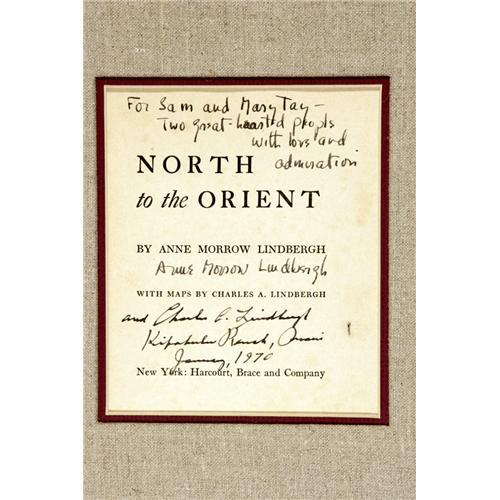 For Sam and Mary Tay –
Two great-hearted people
with love and
admiration
NORTH
to the ORIENT
BY ANNE MORROW LINDBERGH
Anne Morrow Lindbergh
WITH MAPS BY CHARLES A. LINDBERGH
and Charles A. Lindbergh
Kipahulu Ranch, Maui
January, 1970
New York: Harcourt, Brace and Company